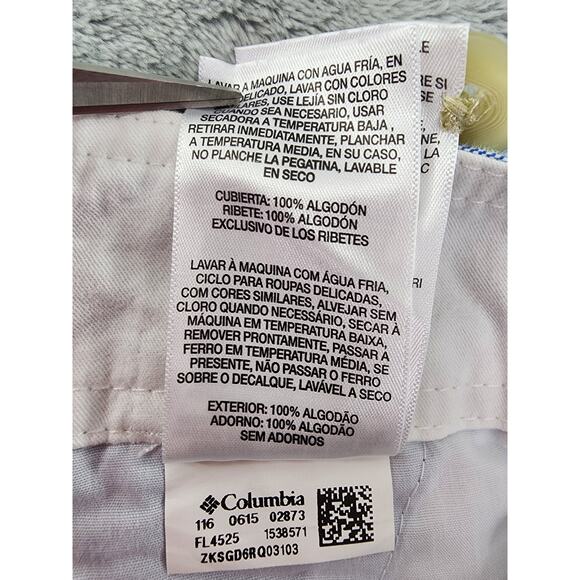 LAVAR A MAQUINA CON AGUA FRÍA, EN
DELICADO, LAVAR CON COLORES
USE LEJÍA SIN CLORO
CUANDO SEA NECESARIO, USAR
SECADORA A TEMPERATURA BAJA,
RETIRAR INMEDIATAMENTE, PLANCHAR
A TEMPERATURA MEDIA, EN SU CASO,
NO PLANCHE LA PEGATINA, LAVABLE
EN SECO
CUBIERTA: 100% ALGODÓN
RIBETE: 100% ALGODÓN
EXCLUSIVO DE LOS RIBETES
LAVAR À MAQUINA COM ÁGUA FRIA,
CICLO PARA ROUPAS DELICADAS,
COM CORES SIMILARES, ALVEJAR SEM
CLORO QUANDO NECESSÁRIO, SECAR À
MÁQUINA EM TEMPERATURA BAIXA,
REMOVER PRONTAMENTE, PASSAR A
FERRO EM TEMPERATURA MÉDIA, SE
PRESENTE, NÃO PASSAR O FERRO
SOBRE O DECALQUE, LAVÁVEL A SECO
EXTERIOR: 100% ALGODÃO
ADORNO: 100% ALGODÃO
SEM ADORNOS
Columbia
116 0615 02873
FL4525 1538571
ZKSGD6RQ03103